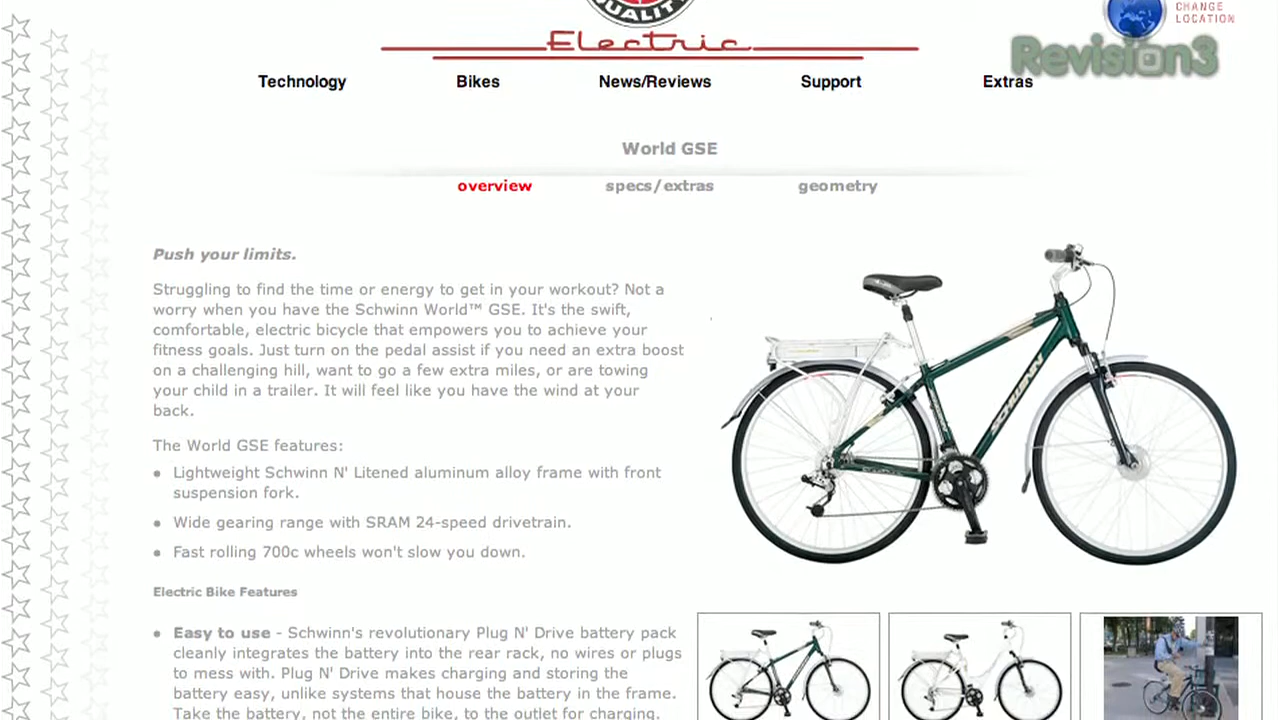 QUALITY
Electric
CHANGE
LOCATION
Revision3
Technology Bikes News/Reviews Support Extras
World GSE
overview specs/extras geometry
Push your limits.
Struggling to find the time or energy to get in your workout? Not a
worry when you have the Schwinn World™ GSE. It's the swift,
comfortable, electric bicycle that empowers you to achieve your
fitness goals. Just turn on the pedal assist if you need an extra boost
on a challenging hill, want to go a few extra miles, or are towing
your child in a trailer. It will feel like you have the wind at your
back.
The World GSE features:
Lightweight Schwinn N' Litened aluminum alloy frame with front
suspension fork.
Wide gearing range with SRAM 24-speed drivetrain.
Fast rolling 700c wheels won't slow you down.
Electric Bike Features
Easy to use - Schwinn's revolutionary Plug N' Drive battery pack
cleanly integrates the battery into the rear rack, no wires or plugs
to mess with. Plug N' Drive makes charging and storing the
battery easy, unlike systems that house the battery in the frame.
Take the battery, not the entire bike, to the outlet for charging.
SCHWINN